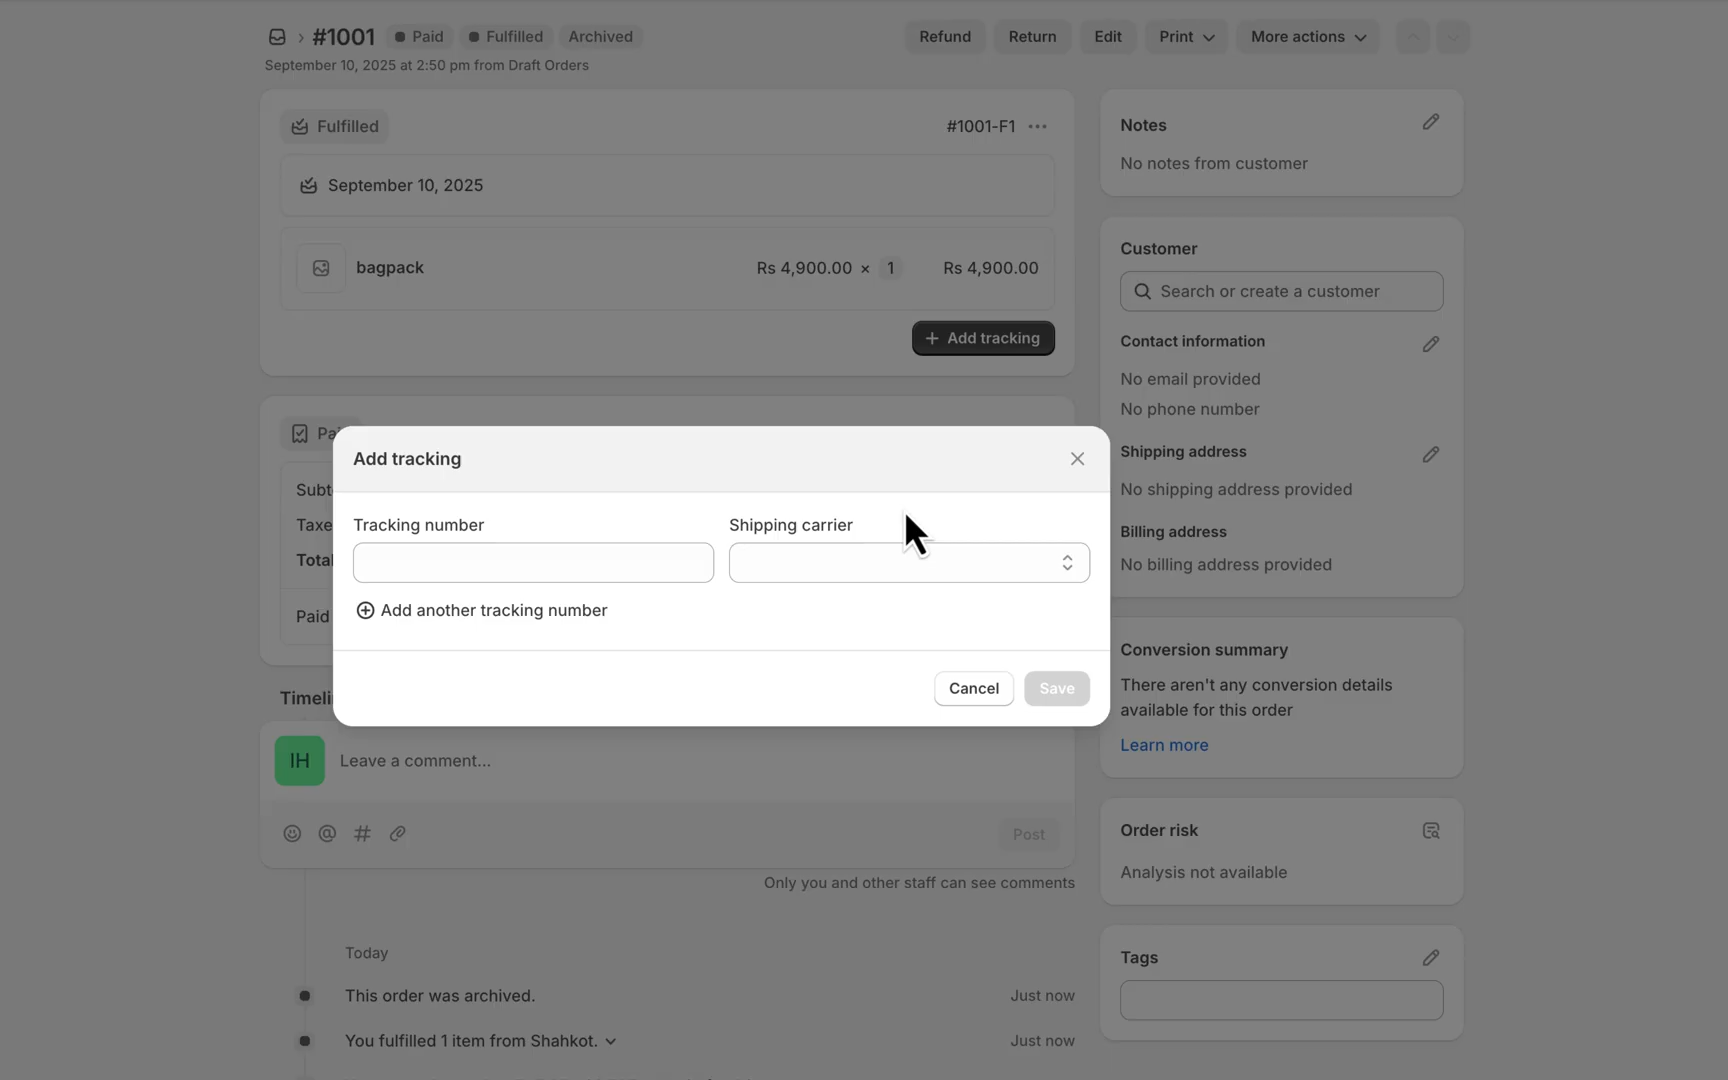 #1001 Paid Fulfilled Archived Refund Return Edit Print More actions
September 10, 2025 at 2:50 pm from Draft Orders
Fulfilled #1001-F1
September 10, 2025
bagpack Rs 4,900.00 × 1 Rs 4,900.00
+ Add tracking
Add tracking
Tracking number
Shipping carrier
Add another tracking number
Cancel Save
Paid
Timeli
IH Leave a comment...
Post
Only you and other staff can see comments
Today
This order was archived. Just now
You fulfilled 1 item from Shahkot. Just now
Notes
No notes from customer
Customer
Search or create a customer
Contact information
No email provided
No phone number
Shipping address
No shipping address provided
Billing address
No billing address provided
Conversion summary
There aren't any conversion details
available for this order
Learn more
Order risk
Analysis not available
Tags